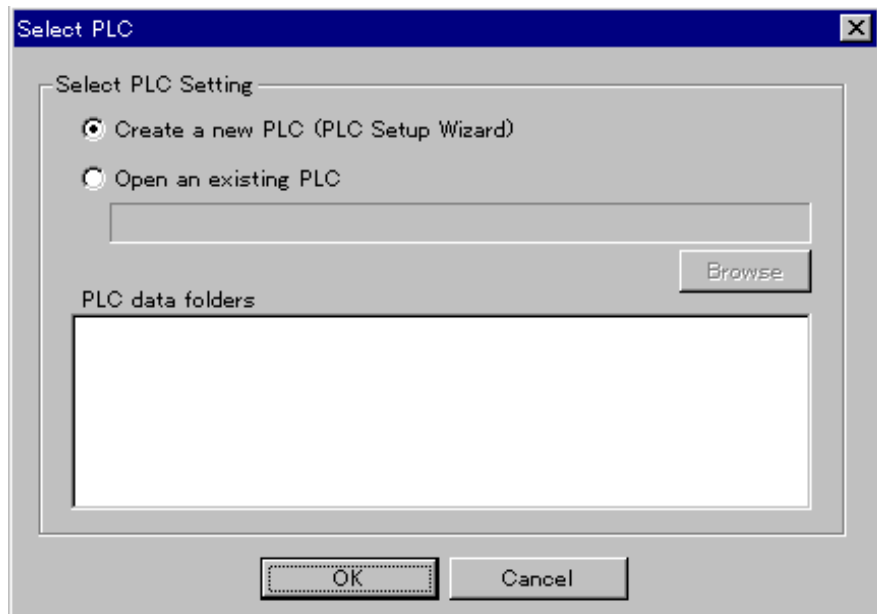 Select PLC
Select PLC Setting
Create a new PLC (PLC Setup Wizard)
Open an existing PLC
Browse
PLC data folders
OK
Cancel